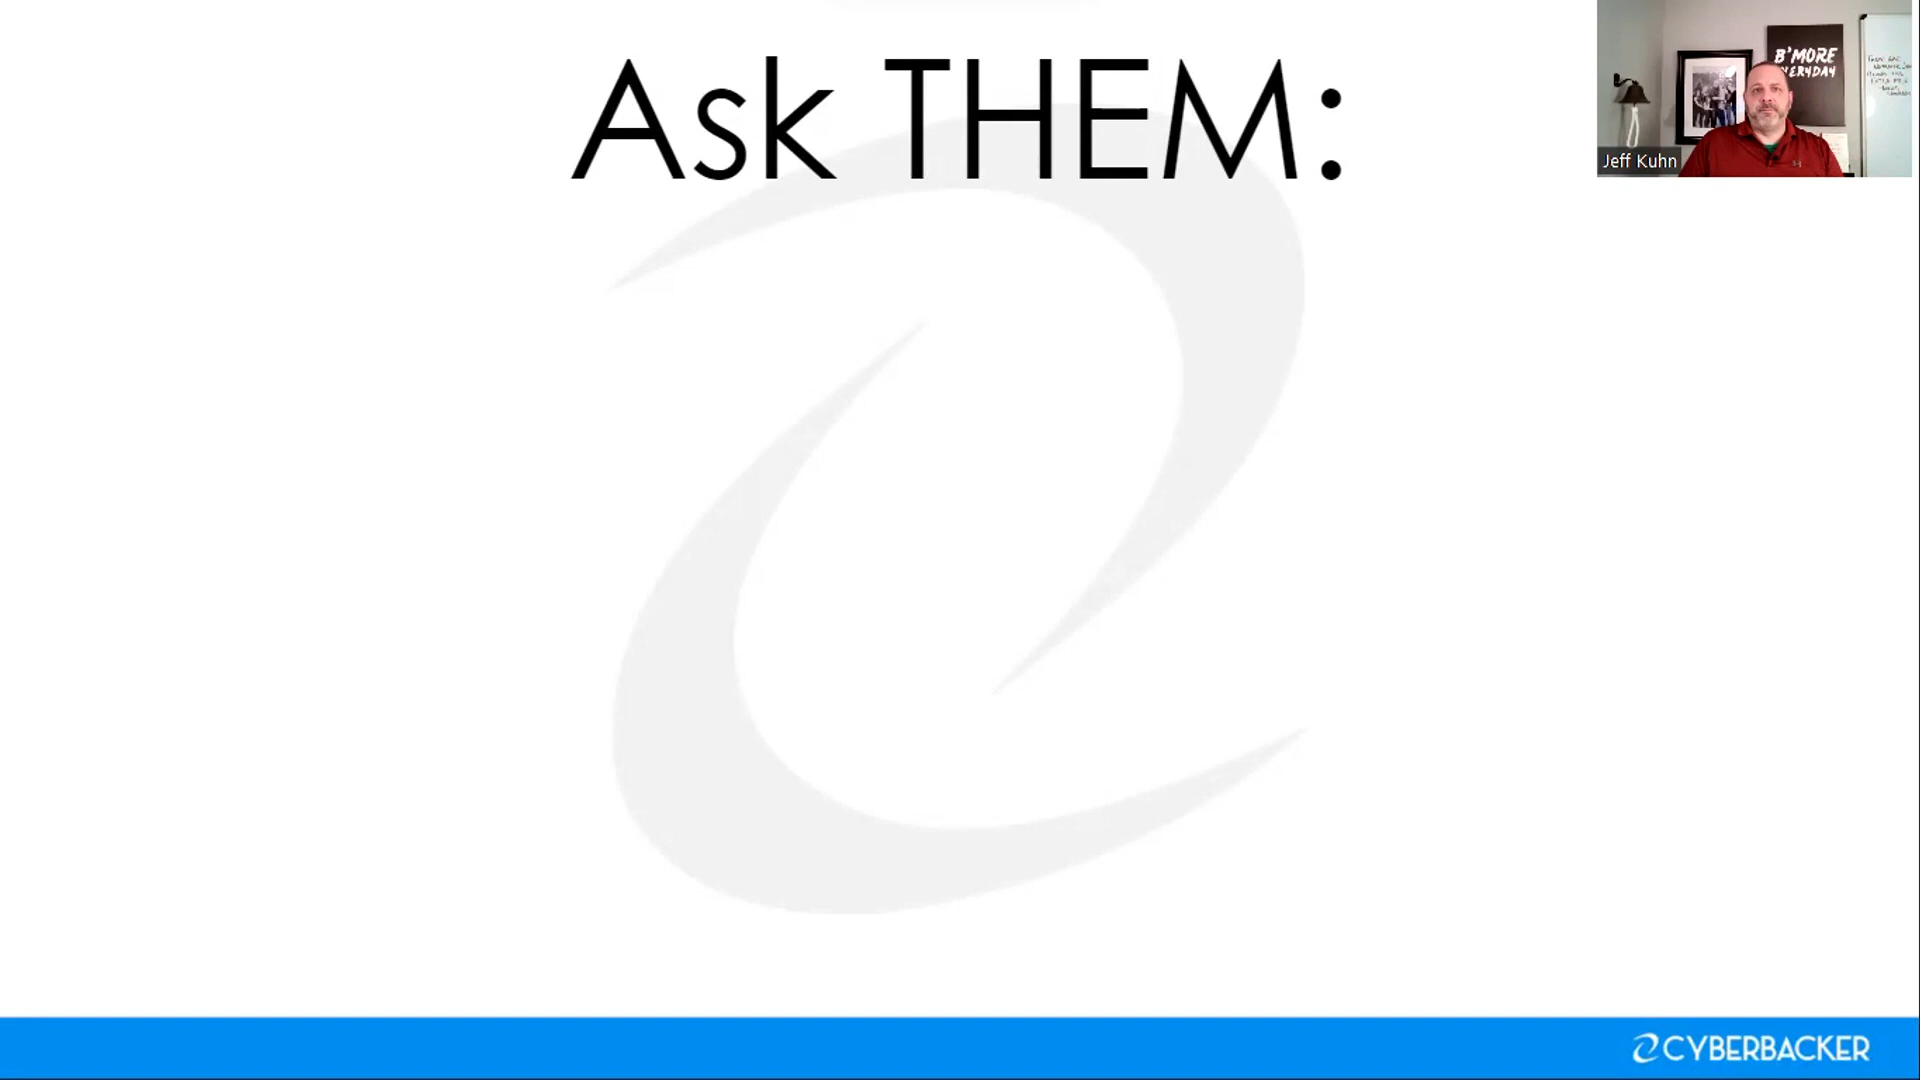 Ask THEM:
B'MORE
EVERYDAY
Jeff Kuhn
CYBERBACKER